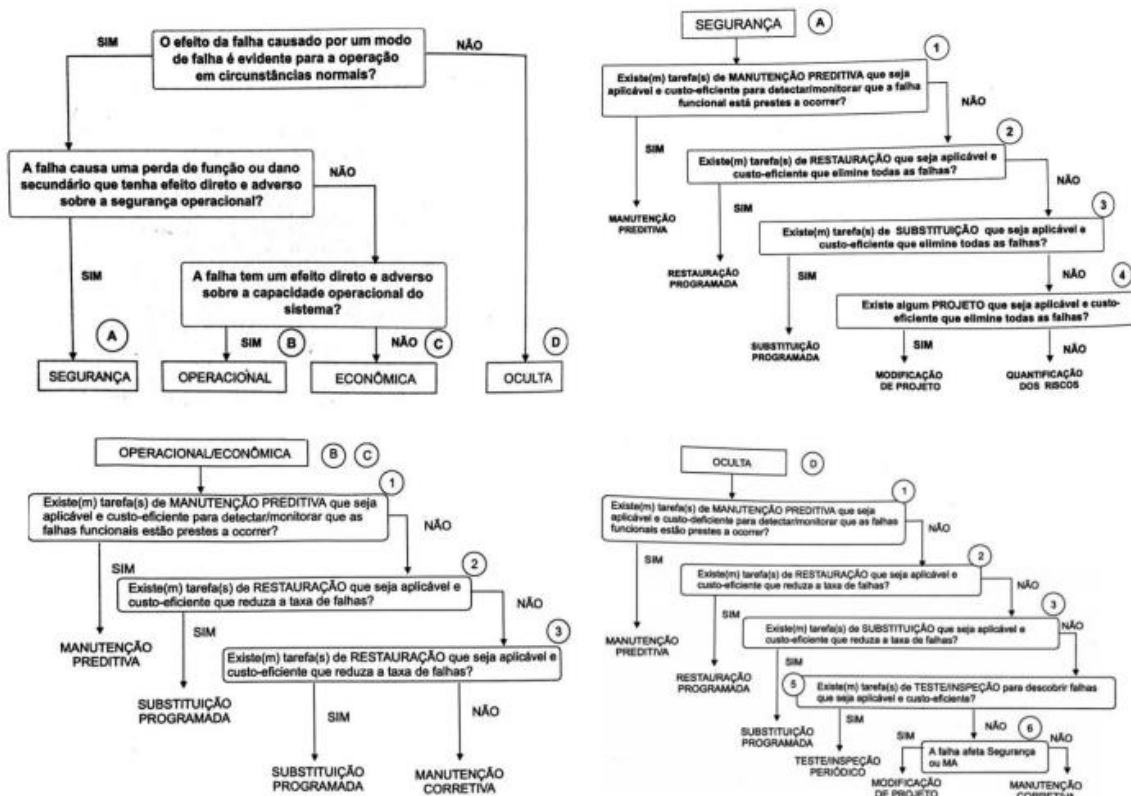 SIM
O efeito da falha causado por um modo
de falha é evidente para a operação
em circunstâncias normais?
NÃO
A falha causa uma perda de função ou dano
secundário que tenha efeito direto e adverso
sobre a segurança operacional?
NÃO
SIM
A falha tem um efeito direto e adverso
sobre a capacidade operacional do
sistema?
A
SIM
B
NÃO
C
D
SEGURANÇA
OPERACIONAL
ECONÔMICA
OCULTA
SEGURANÇA
A
1
Existe(m) tarefa(s) de MANUTENÇÃO PREDITIVA que seja
aplicável e custo-eficiente para detectar/monitorar que a falha
funcional está prestes a ocorrer?
NÃO
SIM
2
Existe(m) tarefa(s) de RESTAURAÇÃO que seja aplicável e
custo-eficiente que elimine todas as falhas?
NÃO
MANUTENÇÃO
PREDITIVA
SIM
3
Existe(m) tarefa(s) de SUBSTITUIÇÃO que seja aplicável e
custo-eficiente que elimine todas as falhas?
RESTAURAÇÃO
PROGRAMADA
SIM
NÃO
4
Existe algum PROJETO que seja aplicável e custo-
eficiente que elimine todas as falhas?
SUBSTITUIÇÃO
PROGRAMADA
SIM
NÃO
MODIFICAÇÃO
DE PROJETO
QUANTIFICAÇÃO
DOS RISCOS
OPERACIONAL/ECONÔMICA
B
C
1
Existe(m) tarefa(s) de MANUTENÇÃO PREDITIVA que seja
aplicável e custo-eficiente para detectar/monitorar que as
falhas funcionais estão prestes a ocorrer?
NÃO
SIM
2
Existe(m) tarefa(s) de RESTAURAÇÃO que seja aplicável e
custo-eficiente que reduza a taxa de falhas?
NÃO
MANUTENÇÃO
PREDITIVA
SIM
3
Existe(m) tarefa(s) de RESTAURAÇÃO que seja aplicável e
custo-eficiente que reduza a taxa de falhas?
SUBSTITUIÇÃO
PROGRAMADA
SIM
NÃO
SUBSTITUIÇÃO
PROGRAMADA
MANUTENÇÃO
CORRETIVA
OCULTA
D
1
Existe(m) tarefa(s) de MANUTENÇÃO PREDITIVA que seja
aplicável e custo-deficiente para detectar/monitorar que as falhas
funcionais estão prestes a ocorrer?
NÃO
SIM
2
Existe(m) tarefa(s) de RESTAURAÇÃO que seja aplicável e
custo-eficiente que reduza a taxa de falhas?
NÃO
MANUTENÇÃO
PREDITIVA
SIM
3
Existe(m) tarefa(s) de SUBSTITUIÇÃO que seja aplicável e
custo-eficiente que reduza a taxa de falhas?
NÃO
RESTAURAÇÃO
PROGRAMADA
SIM
5
Existe(m) tarefa(s) de TESTE/INSPEÇÃO para descobrir falhas
que seja aplicável e custo-eficiente?
SUBSTITUIÇÃO
PROGRAMADA
SIM
NÃO
6
TESTE/INSPEÇÃO
PERIÓDICO
SIM
A falha afeta Segurança
ou MA
NÃO
MODIFICAÇÃO
DE PROJETO
MANUTENÇÃO
CORRETIVA